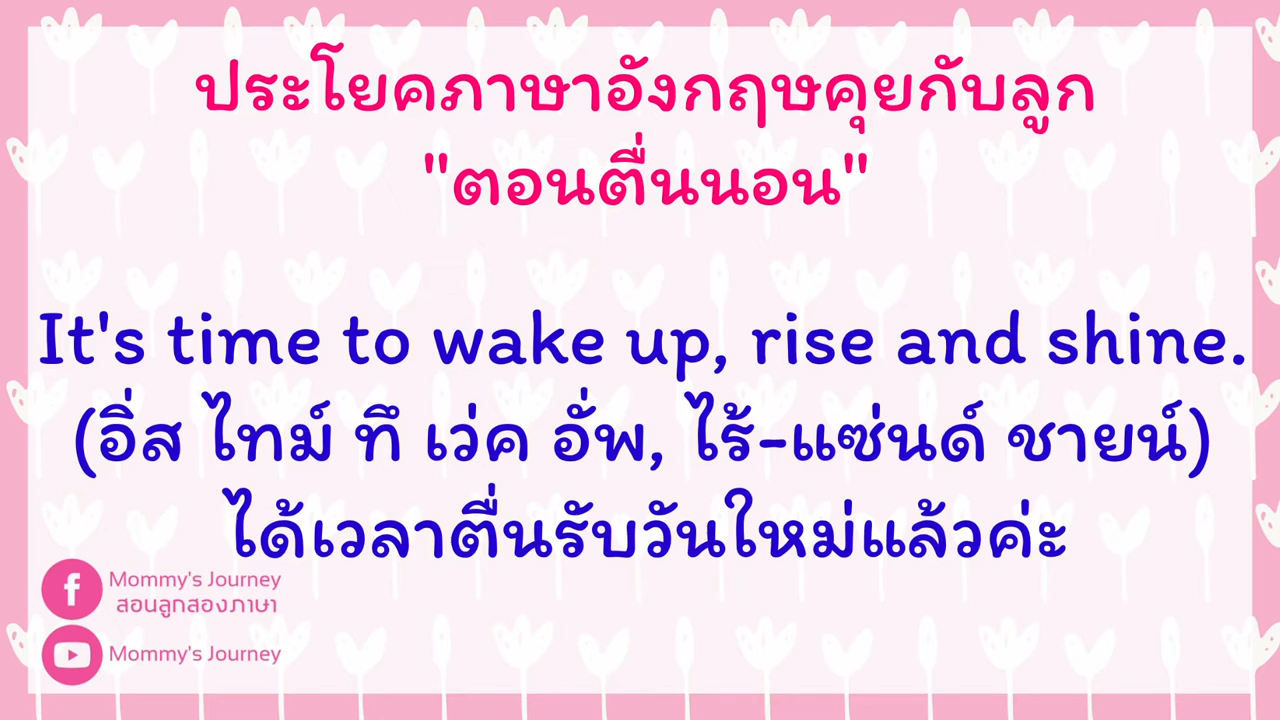 ประโยคภาษาอังกฤษคุยกับลูก
"ตอนตื่นนอน"
It's time to wake up, rise and shine.
(อิ่ส ไทม์ ทึ เว่ค อั่พ, ไร้-แซ่นด์ ชายน์)
ได้เวลาตื่นรับวันใหม่แล้วค่ะ
Mommy's Journey
สอนลูกสองภาษา
Mommy's Journey